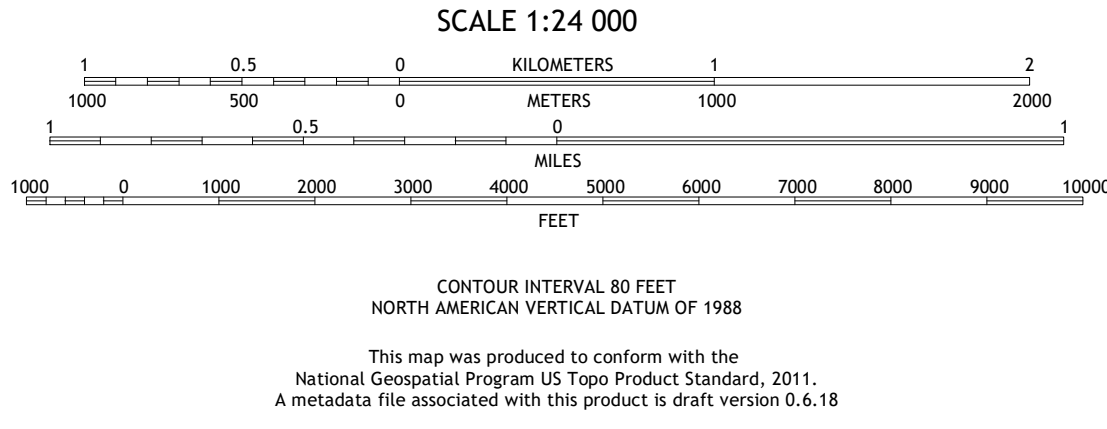 SCALE 1:24 000
1 0.5 0 KILOMETERS 1 2
1000 500 0 METERS 1000 2000
1 0.5 0 1
MILES
1000 0 1000 2000 3000 4000 5000 6000 7000 8000 9000 10000
FEET
CONTOUR INTERVAL 80 FEET
NORTH AMERICAN VERTICAL DATUM OF 1988
This map was produced to conform with the
National Geospatial Program US Topo Product Standard, 2011.
A metadata file associated with this product is draft version 0.6.18